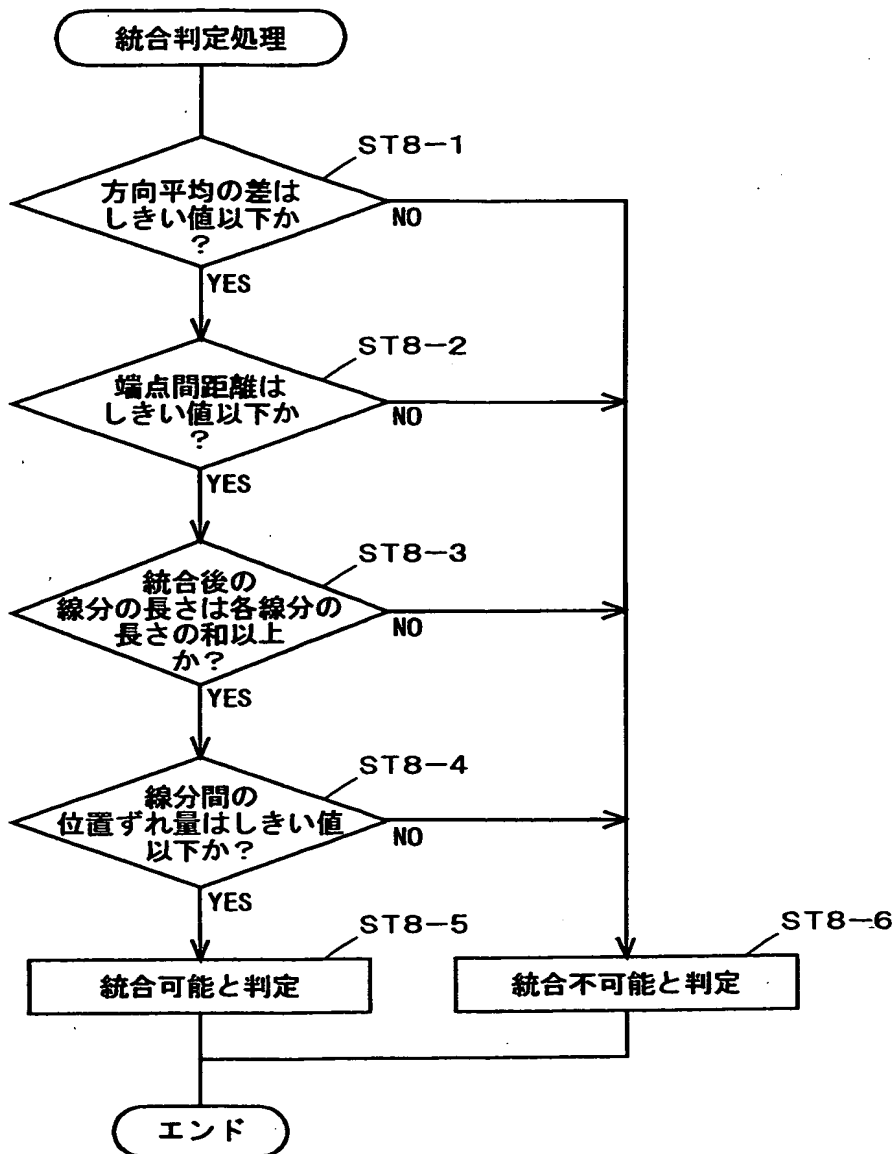 統合判定処理
ST8-1
方向平均の差は
しきい値以下か
?
NO
YES
ST8-2
端点間距離は
しきい値以下か
?
NO
YES
ST8-3
統合後の
線分の長さは各線分の
長さの和以上
か?
NO
YES
ST8-4
線分間の
位置ずれ量はしきい値
以下か?
NO
YES
ST8-5
統合可能と判定
ST8-6
統合不可能と判定
エンド